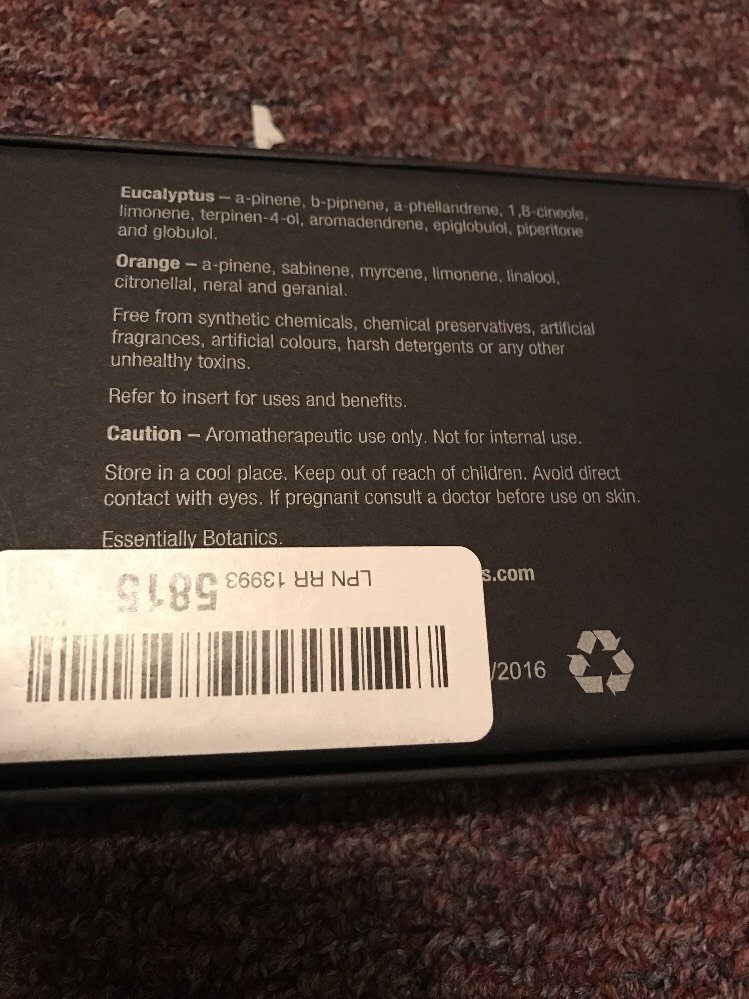 Eucalyptus – a-pinene, b-pipnene, a-phellandrene, 1,8-cineole,
limonene, terpinen-4-ol, aromadendrene, epiglobulol, piperitone
and globulol.
Orange – a-pinene, sabinene, myrcene, limonene, linalool,
citronellal, neral and geranial.
Free from synthetic chemicals, chemical preservatives, artificial
fragrances, artificial colours, harsh detergents or any other
unhealthy toxins.
Refer to insert for uses and benefits.
Caution – Aromatherapeutic use only. Not for internal use.
Store in a cool place. Keep out of reach of children. Avoid direct
contact with eyes. If pregnant consult a doctor before use on skin.
Essentially Botanics.
s.com
LPN RR 13993 5815
/2016